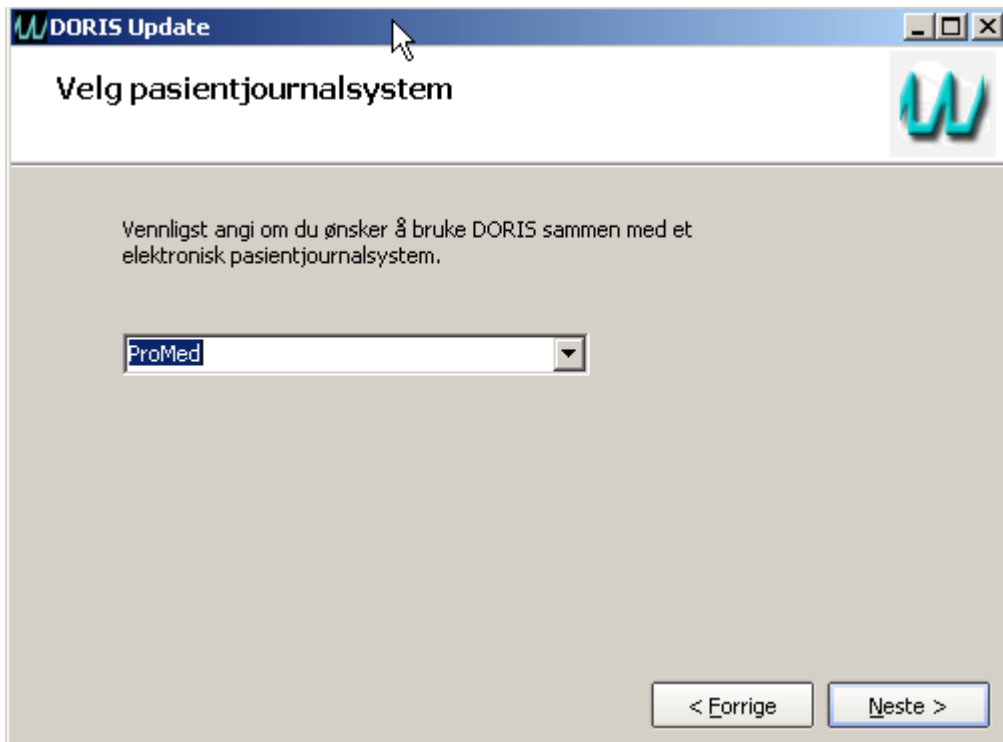 DORIS Update
Velg pasientjournalsystem
Vennligst angi om du ønsker å bruke DORIS sammen med et
elektronisk pasientjournalsystem.
ProMed
< Forrige
Neste >